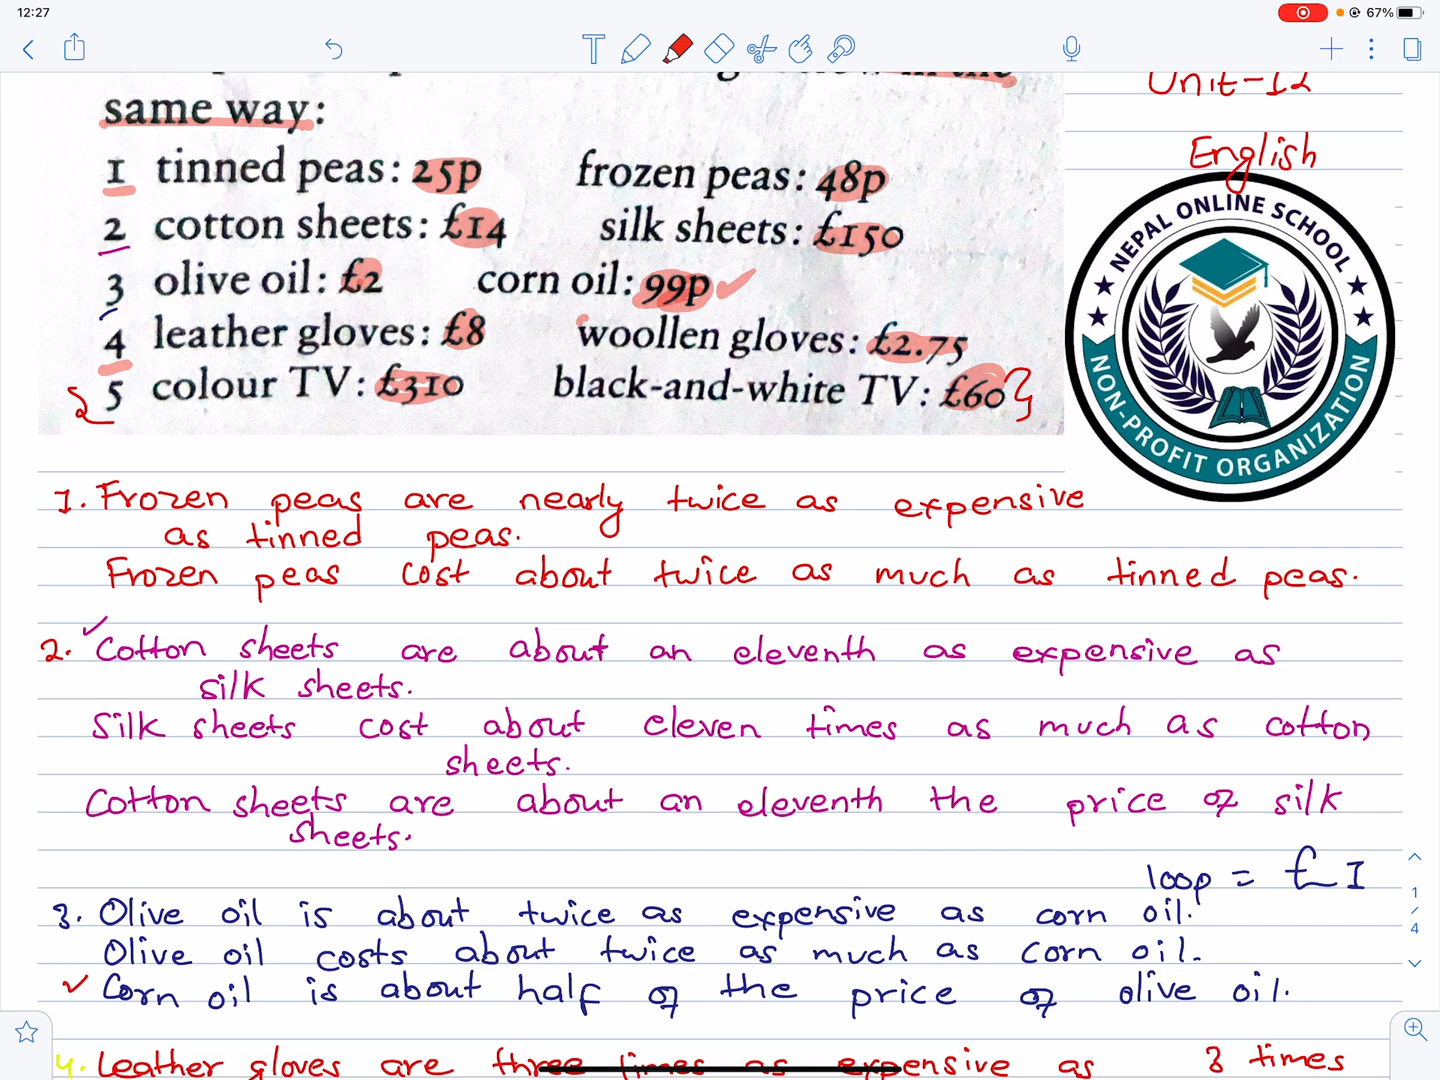 12:27
67%
T
same way:
1 tinned peas: 25p frozen peas: 48p
2 cotton sheets: £14 silk sheets: £150
3 olive oil: £2 corn oil: 99p
4 leather gloves: £8 woollen gloves: £2.75
5 colour TV: £310 black-and-white TV: £60
Unit-12
English
NEPAL ONLINE SCHOOL
NON-PROFIT ORGANIZATION
1. Frozen peas are nearly twice as expensive
as tinned peas.
Frozen peas cost about twice as much as tinned peas.
2. Cotton sheets are about an eleventh as expensive as
silk sheets.
Silk sheets cost about eleven times as much as cotton
sheets.
Cotton sheets are about an eleventh the price of silk
sheets.
100p = £1
3. Olive oil is about twice as expensive as corn oil.
Olive oil costs about twice as much as corn oil.
Corn oil is about half of the price of olive oil.
1
/
4
4. Leather gloves are three times as expensive as 3 times